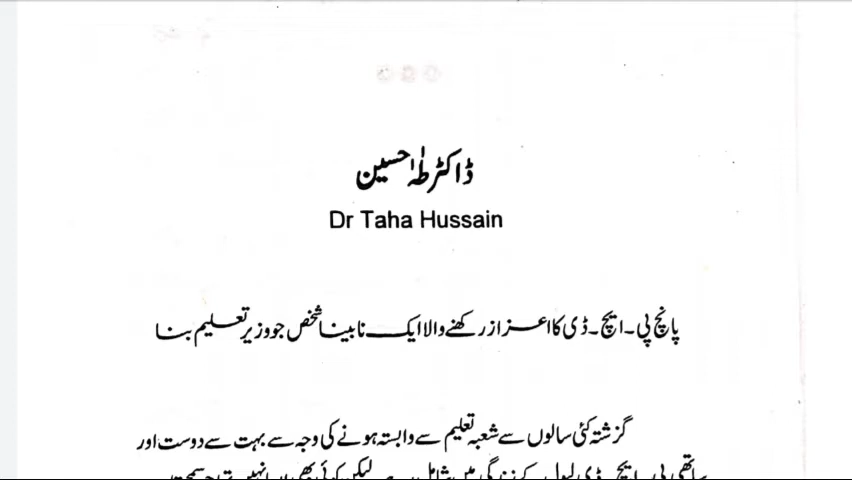 ڈاکٹر طہٰ حسین
Dr Taha Hussain
پانچ پی۔ ایچ۔ ڈی کا اعزاز رکھنے والا ایک نابینا شخص جو وزیر تعلیم بنا
گزشتہ کئی سالوں سے شعبہ تعلیم سے وابستہ ہونے کی وجہ سے بہت سے دوست اور